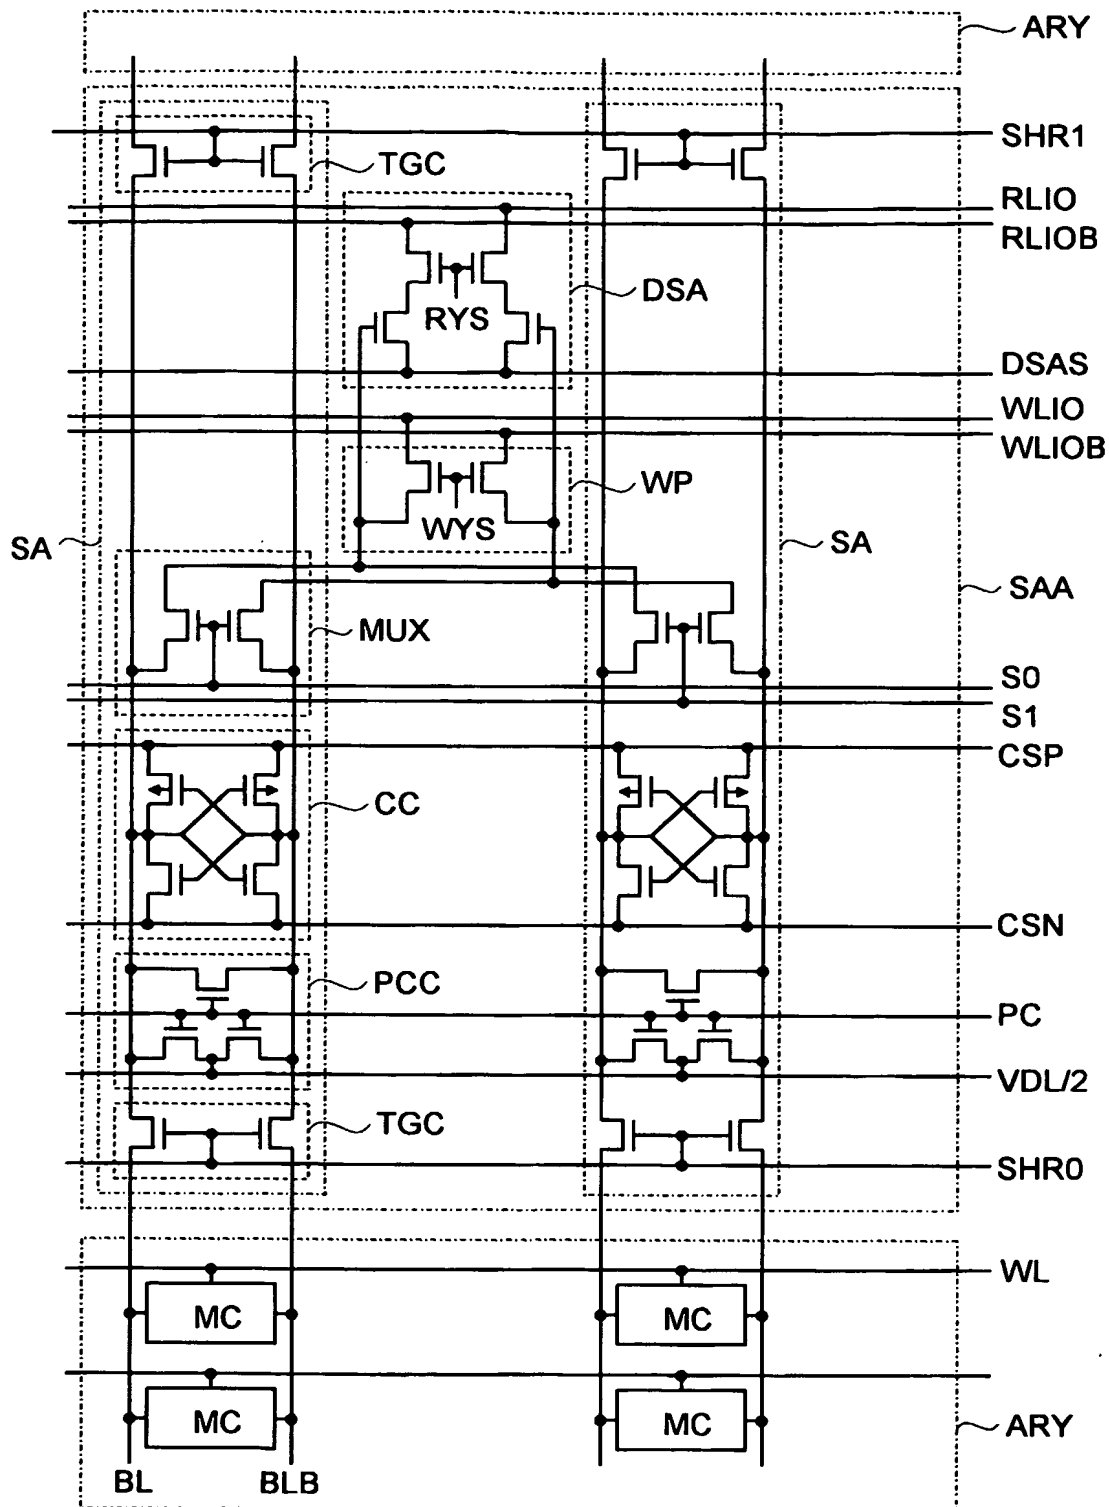 ARY
SHR1
TGC
RLIO
RLIOB
DSA
RYS
DSAS
WLIO
WLIOB
WP
WYS
SA
SA
SAA
MUX
S0
S1
CSP
CC
CSN
PCC
PC
VDL/2
TGC
SHR0
WL
MC
MC
MC
MC
ARY
BL
BLB